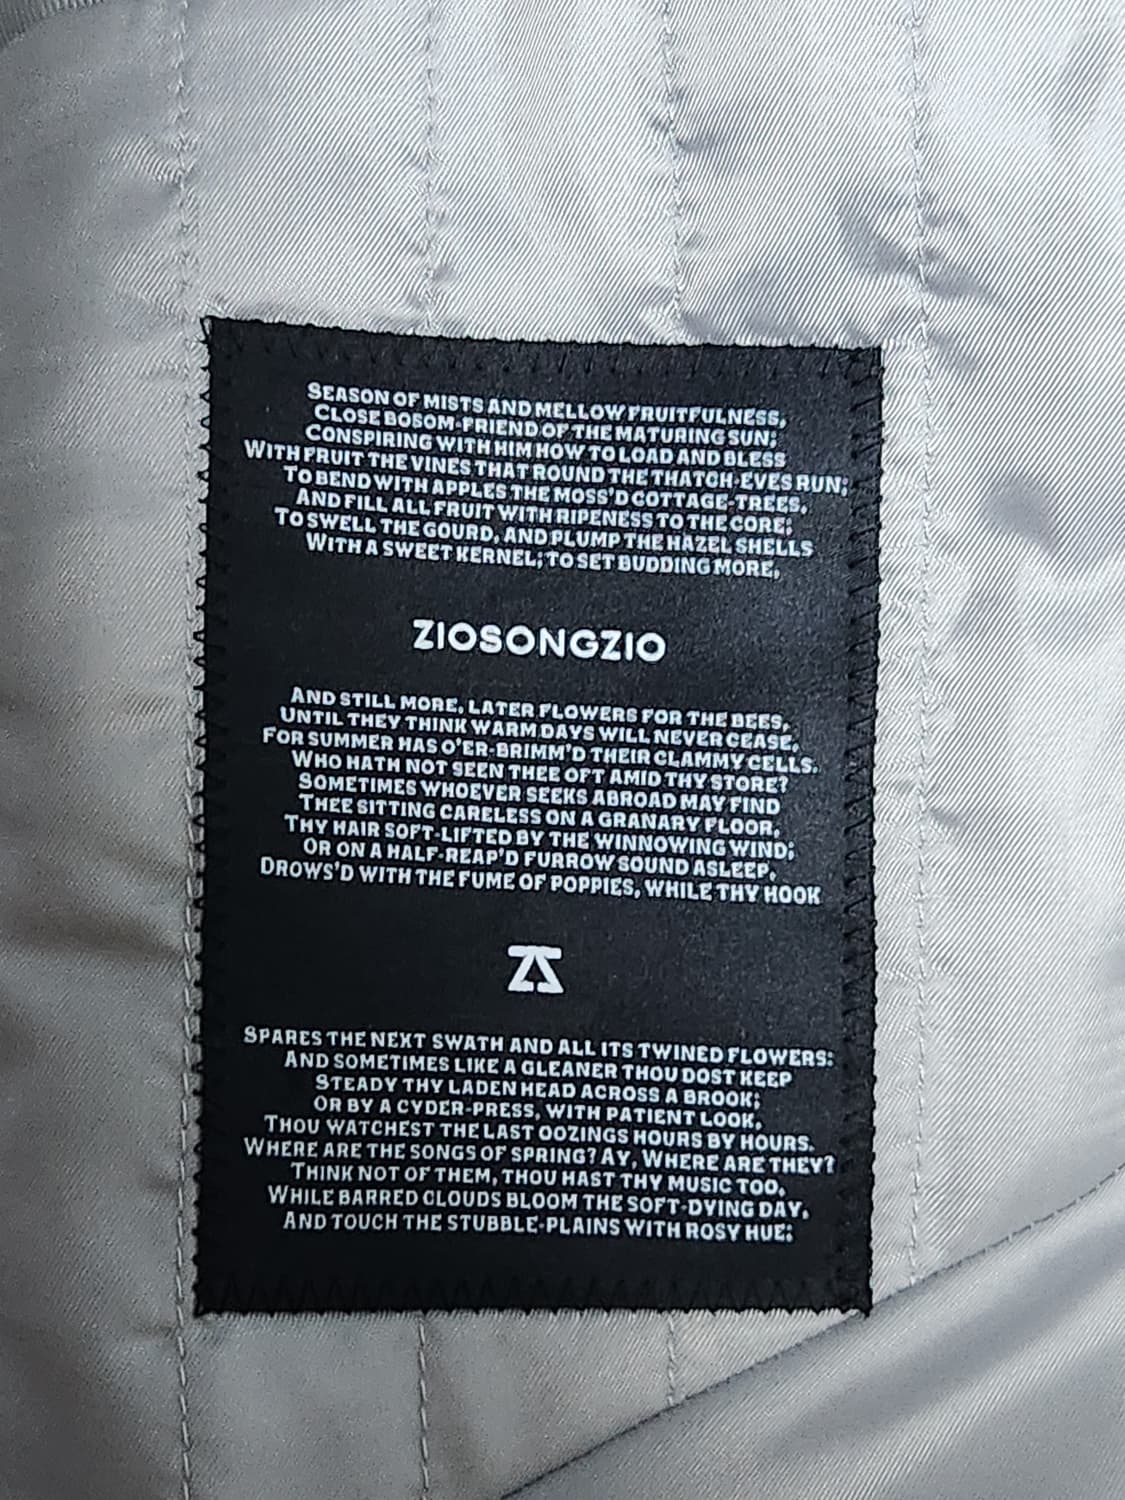 SEASON OF MISTS AND MELLOW FRUITFULNESS,
CLOSE BOSOM-FRIEND OF THE MATURING SUN;
CONSPIRING WITH HIM HOW TO LOAD AND BLESS
WITH FRUIT THE VINES THAT ROUND THE THATCH-EVES RUN;
TO BEND WITH APPLES THE MOSS'D COTTAGE-TREES,
AND FILL ALL FRUIT WITH RIPENESS TO THE CORE;
TO SWELL THE GOURD, AND PLUMP THE HAZEL SHELLS
WITH A SWEET KERNEL; TO SET BUDDING MORE,
ZIOSONGZIO
AND STILL MORE, LATER FLOWERS FOR THE BEES,
UNTIL THEY THINK WARM DAYS WILL NEVER CEASE,
FOR SUMMER HAS O'ER-BRIMM'D THEIR CLAMMY CELLS.
WHO HATH NOT SEEN THEE OFT AMID THY STORE?
SOMETIMES WHOEVER SEEKS ABROAD MAY FIND
THEE SITTING CARELESS ON A GRANARY FLOOR,
THY HAIR SOFT-LIFTED BY THE WINNOWING WIND;
OR ON A HALF-REAP'D FURROW SOUND ASLEEP,
DROWS'D WITH THE FUME OF POPPIES, WHILE THY HOOK
ZS
SPARES THE NEXT SWATH AND ALL ITS TWINED FLOWERS:
AND SOMETIMES LIKE A GLEANER THOU DOST KEEP
STEADY THY LADEN HEAD ACROSS A BROOK;
OR BY A CYDER-PRESS, WITH PATIENT LOOK,
THOU WATCHEST THE LAST OOZINGS HOURS BY HOURS.
WHERE ARE THE SONGS OF SPRING? AY, WHERE ARE THEY?
THINK NOT OF THEM, THOU HAST THY MUSIC TOO,
WHILE BARRED CLOUDS BLOOM THE SOFT-DYING DAY,
AND TOUCH THE STUBBLE-PLAINS WITH ROSY HUE;